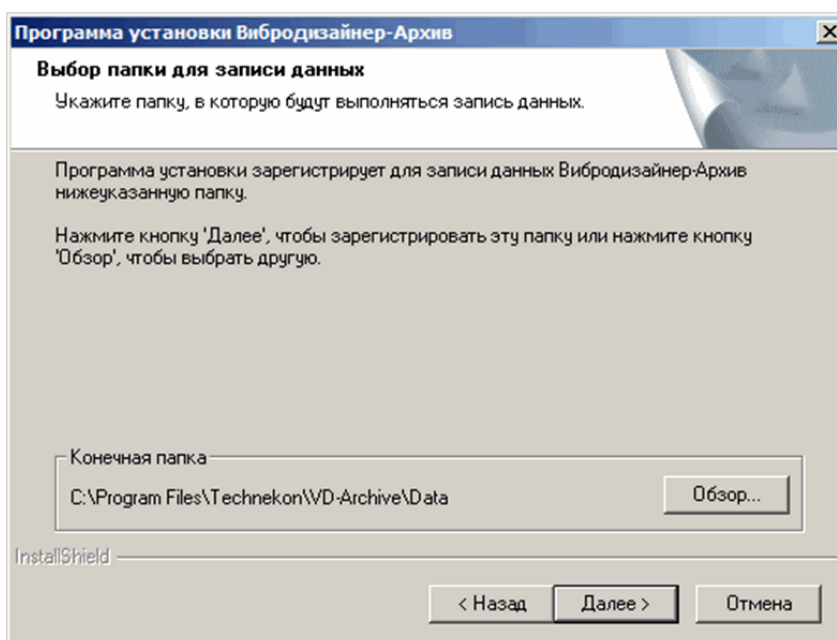 Программа установки Вибродизайнер-Архив
Выбор папки для записи данных
Укажите папку, в которую будут выполняться запись данных.
Программа установки зарегистрирует для записи данных Вибродизайнер-Архив
нижеуказанную папку.
Нажмите кнопку 'Далее', чтобы зарегистрировать эту папку или нажмите кнопку
'Обзор', чтобы выбрать другую.
Конечная папка
C:\Program Files\Technekon\VD-Archive\Data
Обзор...
InstallShield
< Назад
Далее >
Отмена